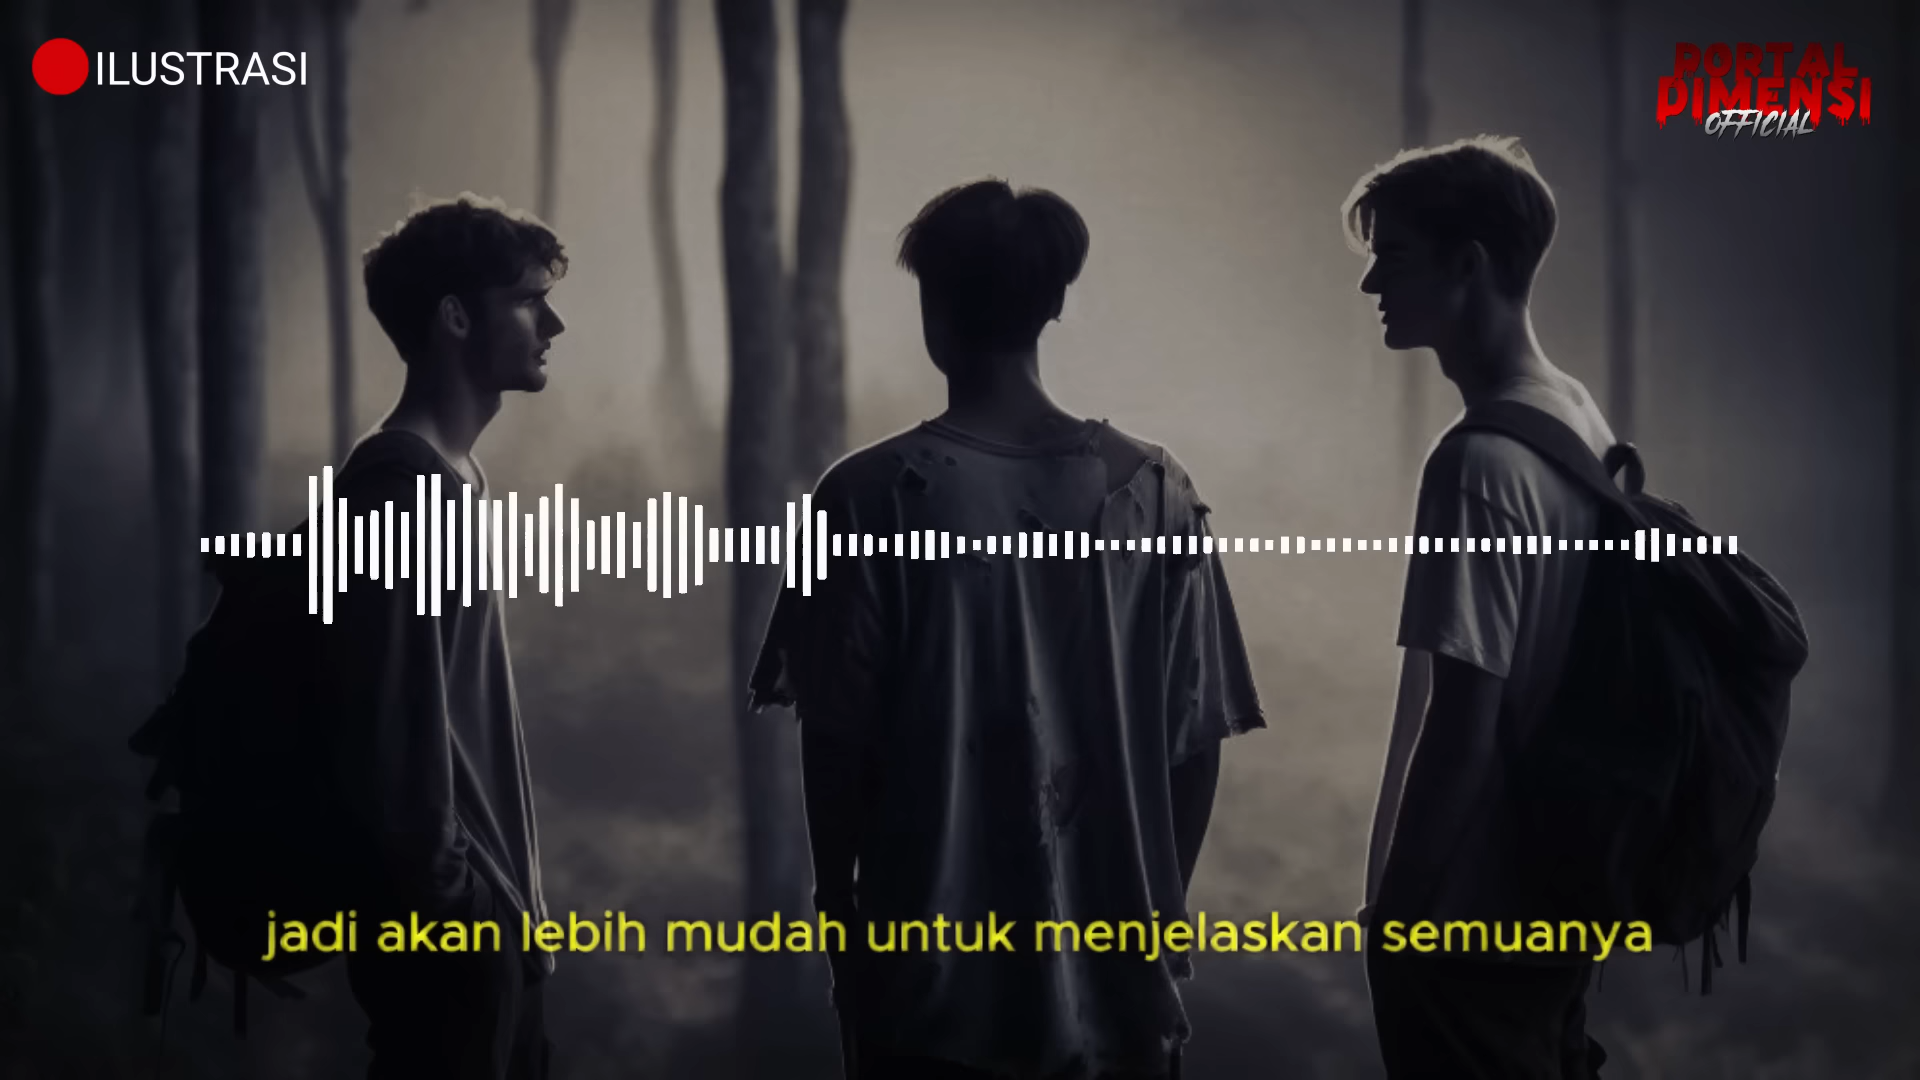 ILUSTRASI
PORTAL
DIMENSI
OFFICIAL
jadi akan lebih mudah untuk menjelaskan semuanya